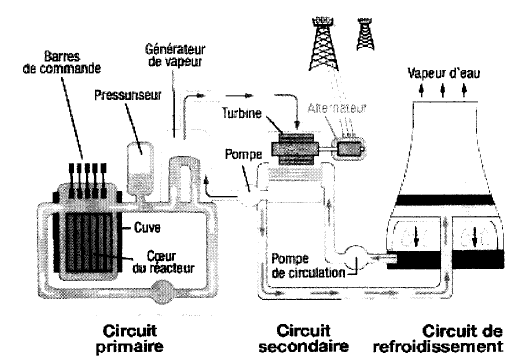 Barres
de commande
Pressuriseur
Générateur
de vapeur
Turbine
Alternateur
Vapeur d'eau
Pompe
Cuve
Cœur
du réacteur
Pompe
de circulation
Circuit
primaire
Circuit
secondaire
Circuit de
refroidissement